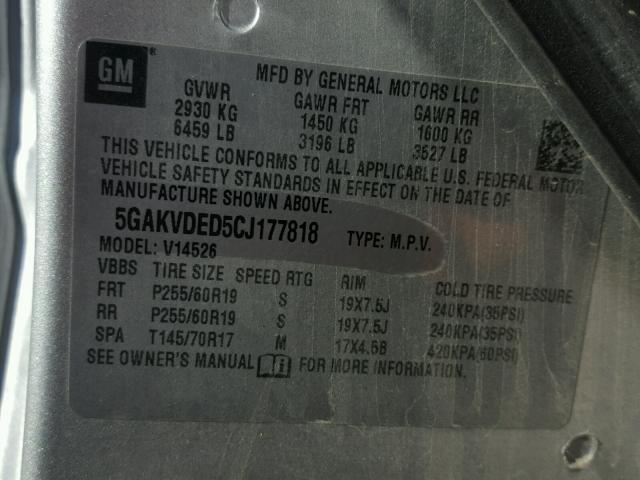 GM ®
MFD BY GENERAL MOTORS LLC
GVWR GAWR FRT GAWR RR
2930 KG 1450 KG 1600 KG
6459 LB 3196 LB 3527 LB
THIS VEHICLE CONFORMS TO ALL APPLICABLE U.S. FEDERAL MOTOR
VEHICLE SAFETY STANDARDS IN EFFECT ON THE DATE OF
MANUFACTURE SHOWN ABOVE.
5GAKVDED5CJ177818 TYPE: M.P.V.
MODEL: V14526
VBBS TIRE SIZE SPEED RTG RIM COLD TIRE PRESSURE
FRT P255/60R19 S 19X7.5J 240KPA(35PSI)
RR P255/60R19 S 19X7.5J 240KPA(35PSI)
SPA T145/70R17 M 17X4.5B 420KPA(60PSI)
SEE OWNER'S MANUAL FOR MORE INFORMATION.